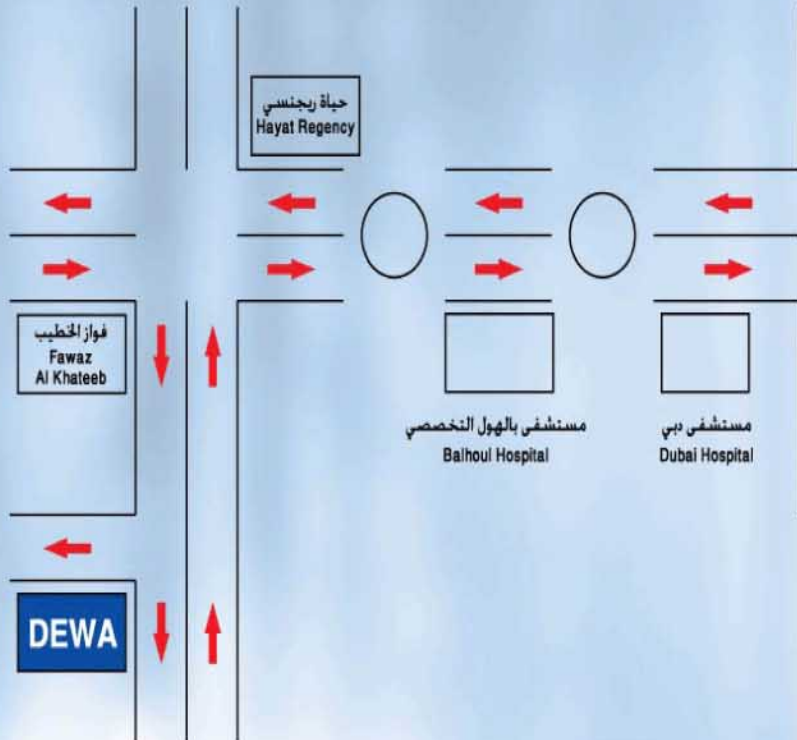 حياة ريجنسي
Hayat Regency
فواز الخطيب
Fawaz
Al Khateeb
مستشفى بالهول التخصصي
Balhoul Hospital
مستشفى دبي
Dubai Hospital
DEWA